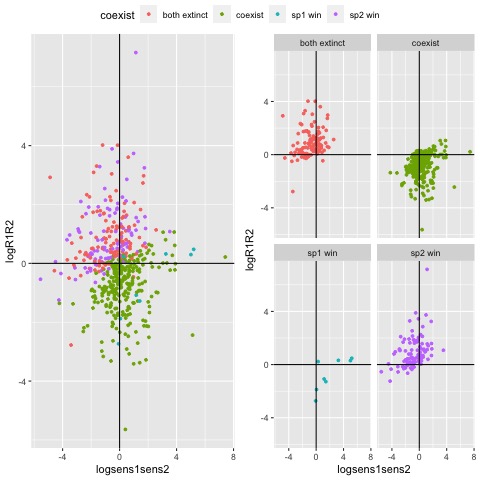 coexist both extinct coexist sp1 win sp2 win
logR1R2
4
0
-4
-4 0 4 8
logsens1sens2
logR1R2
both extinct coexist
4
0
-4
sp1 win sp2 win
4
0
-4
-4 0 4 8 -4 0 4 8
logsens1sens2